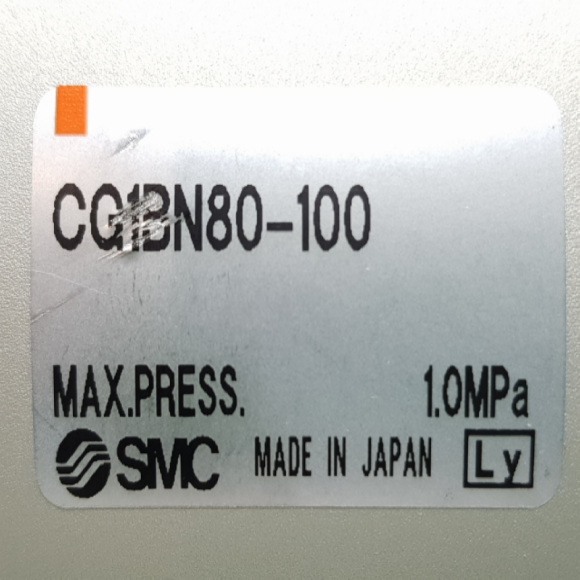 CG1BN80-100
MAX.PRESS. 1.0MPa
SMC MADE IN JAPAN Ly